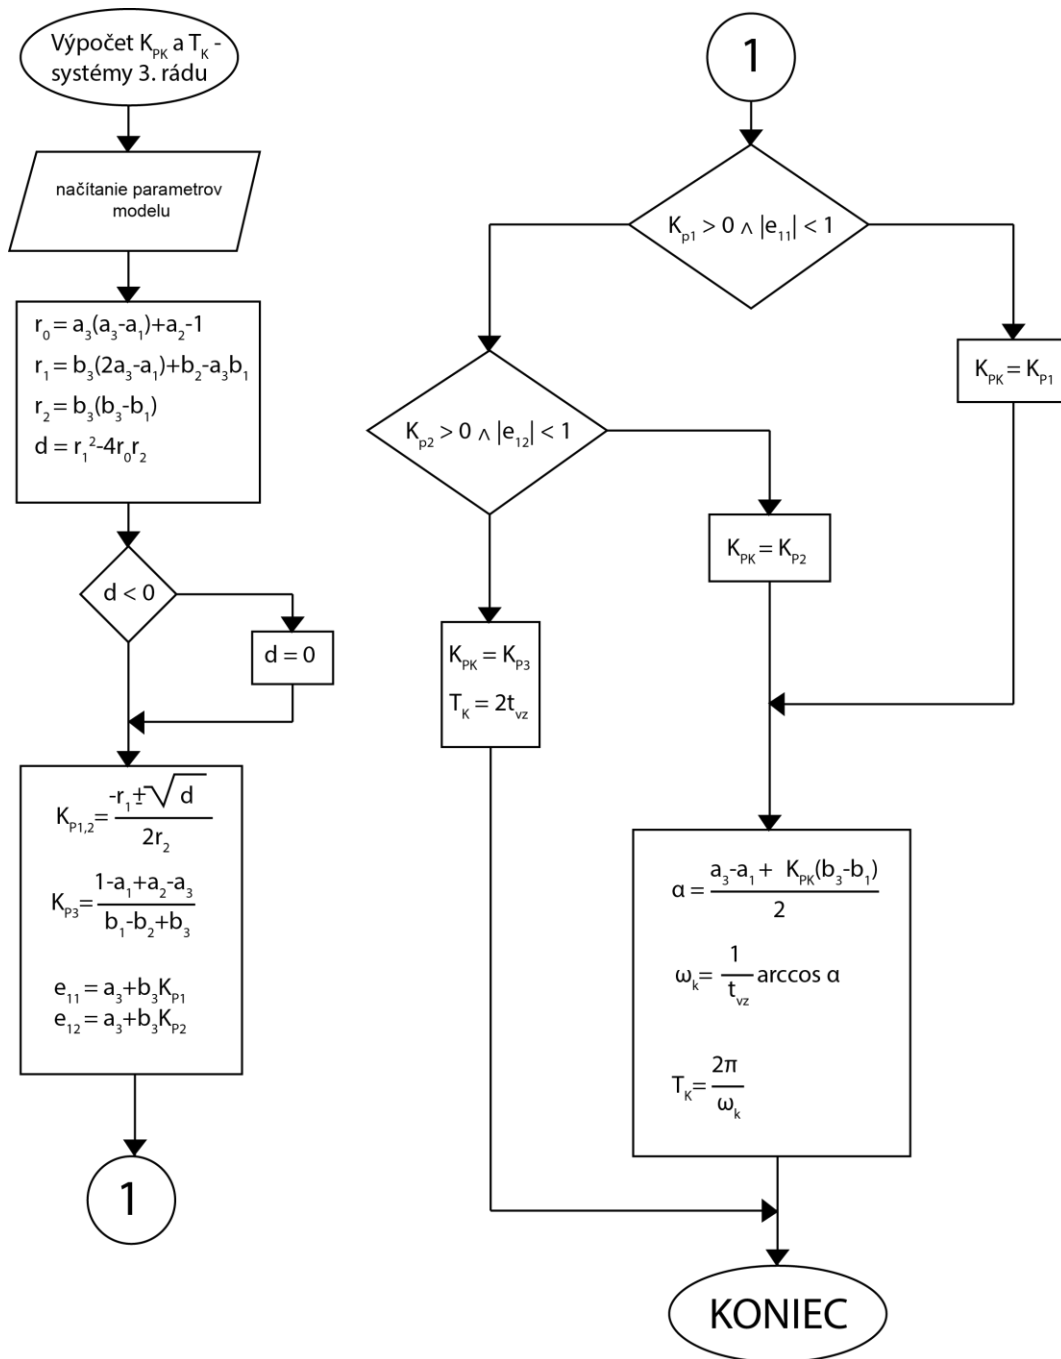 Výpočet K_PK a T_K -
systémy 3. rádu
načítanie parametrov
modelu
r_0 = a_3(a_3-a_1)+a_2-1
r_1 = b_3(2a_3-a_1)+b_2-a_3b_1
r_2 = b_3(b_3-b_1)
d = r_1^2-4r_0r_2
d < 0
d = 0
K_P1,2 = (-r_1±√d)/(2r_2)
K_P3 = (1-a_1+a_2-a_3)/(b_1-b_2+b_3)
e_11 = a_3+b_3K_P1
e_12 = a_3+b_3K_P2
1
1
K_p1 > 0 ∧ |e_11| < 1
K_PK = K_P1
K_p2 > 0 ∧ |e_12| < 1
K_PK = K_P2
K_PK = K_P3
T_K = 2t_vz
α = (a_3-a_1+ K_PK(b_3-b_1))/2
ω_k = 1/t_vz arccos α
T_K = 2π/ω_k
KONIEC